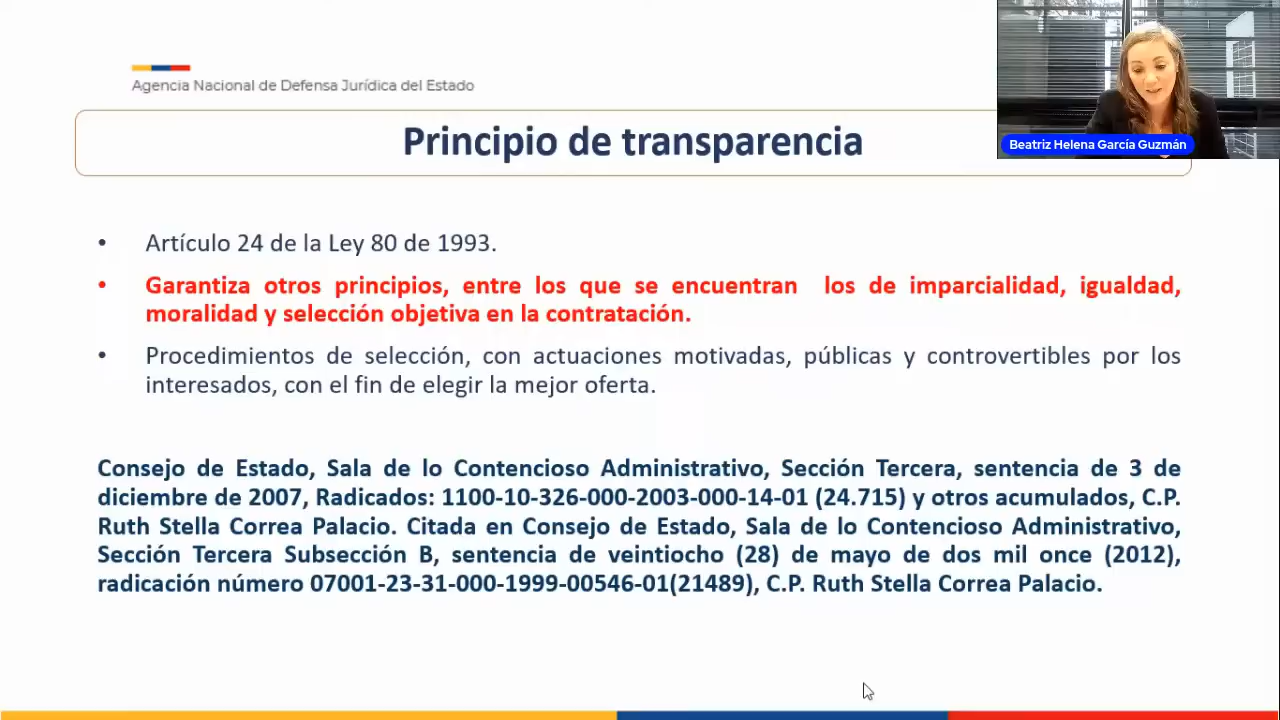 Agencia Nacional de Defensa Jurídica del Estado
Principio de transparencia
Beatriz Helena García Guzmán
• Artículo 24 de la Ley 80 de 1993.
• Garantiza otros principios, entre los que se encuentran los de imparcialidad, igualdad,
moralidad y selección objetiva en la contratación.
• Procedimientos de selección, con actuaciones motivadas, públicas y controvertibles por los
interesados, con el fin de elegir la mejor oferta.
Consejo de Estado, Sala de lo Contencioso Administrativo, Sección Tercera, sentencia de 3 de
diciembre de 2007, Radicados: 1100-10-326-000-2003-000-14-01 (24.715) y otros acumulados, C.P.
Ruth Stella Correa Palacio. Citada en Consejo de Estado, Sala de lo Contencioso Administrativo,
Sección Tercera Subsección B, sentencia de veintiocho (28) de mayo de dos mil once (2012),
radicación número 07001-23-31-000-1999-00546-01(21489), C.P. Ruth Stella Correa Palacio.